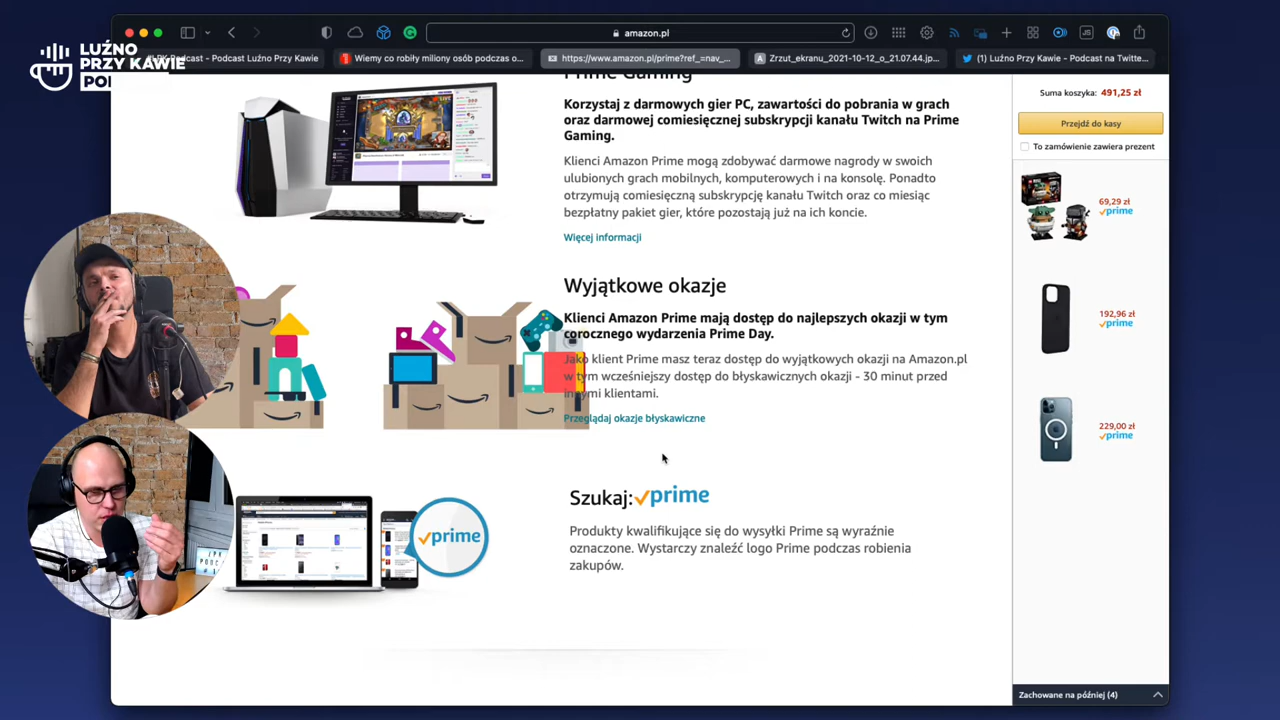 LUŹNO
PRZY KAWIE
amazon.pl
Podcast - Podcast Luźno Przy Kawie
Wiemy co robiły miliony osób podczas o...
https://www.amazon.pl/prime?ref_=nav_...
Zrzut_ekranu_2021-10-12_o_21.07.44.jp...
(1) Luźno Przy Kawie - Podcast na Twitte...
Prime Gaming
Korzystaj z darmowych gier PC, zawartości do pobrania w grach
oraz darmowej comiesięcznej subskrypcji kanału Twitch na Prime
Gaming.
Klienci Amazon Prime mogą zdobywać darmowe nagrody w swoich
ulubionych grach mobilnych, komputerowych i na konsolę. Ponadto
otrzymują comiesięczną subskrypcję kanału Twitch oraz co miesiąc
bezpłatny pakiet gier, które pozostają już na ich koncie.
Więcej informacji
Wyjątkowe okazje
Klienci Amazon Prime mają dostęp do najlepszych okazji w tym
corocznego wydarzenia Prime Day.
Jako klient Prime masz teraz dostęp do wyjątkowych okazji na Amazon.pl
w tym wcześniejszy dostęp do błyskawicznych okazji - 30 minut przed
innymi klientami.
Przeglądaj okazje błyskawiczne
prime
Szukaj: prime
Produkty kwalifikujące się do wysyłki Prime są wyraźnie
oznaczone. Wystarczy znaleźć logo Prime podczas robienia
zakupów.
Suma koszyka: 491,25 zł
Przejdź do kasy
To zamówienie zawiera prezent
69,29 zł
prime
192,96 zł
prime
229,00 zł
prime
Zachowane na później (4)